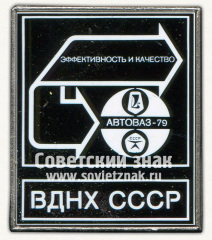 ЭФФЕКТИВНОСТЬ И КАЧЕСТВО
АВТОВАЗ-79
Советский знак
www.sovietznak.ru
ВДНХ СССР